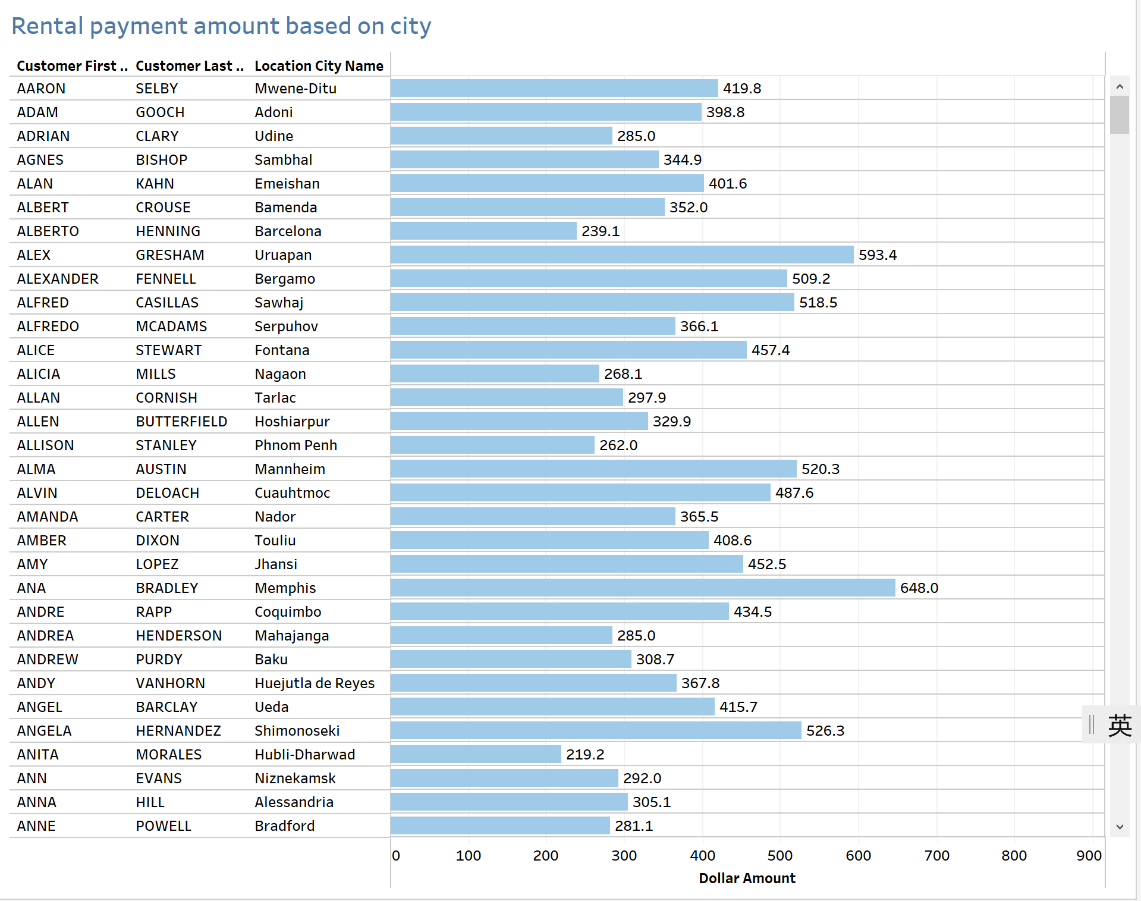 Rental payment amount based on city
Customer First .. Customer Last .. Location City Name
AARON SELBY Mwene-Ditu 419.8
ADAM GOOCH Adoni 398.8
ADRIAN CLARY Udine 285.0
AGNES BISHOP Sambhal 344.9
ALAN KAHN Emeishan 401.6
ALBERT CROUSE Bamenda 352.0
ALBERTO HENNING Barcelona 239.1
ALEX GRESHAM Uruapan 593.4
ALEXANDER FENNELL Bergamo 509.2
ALFRED CASILLAS Sawhaj 518.5
ALFREDO MCADAMS Serpuhov 366.1
ALICE STEWART Fontana 457.4
ALICIA MILLS Nagaon 268.1
ALLAN CORNISH Tarlac 297.9
ALLEN BUTTERFIELD Hoshiarpur 329.9
ALLISON STANLEY Phnom Penh 262.0
ALMA AUSTIN Mannheim 520.3
ALVIN DELOACH Cuauhtmoc 487.6
AMANDA CARTER Nador 365.5
AMBER DIXON Touliu 408.6
AMY LOPEZ Jhansi 452.5
ANA BRADLEY Memphis 648.0
ANDRE RAPP Coquimbo 434.5
ANDREA HENDERSON Mahajanga 285.0
ANDREW PURDY Baku 308.7
ANDY VANHORN Huejutla de Reyes 367.8
ANGEL BARCLAY Ueda 415.7
ANGELA HERNANDEZ Shimonoseki 526.3
英
ANITA MORALES Hubli-Dharwad 219.2
ANN EVANS Niznekamsk 292.0
ANNA HILL Alessandria 305.1
ANNE POWELL Bradford 281.1
0 100 200 300 400 500 600 700 800 900
Dollar Amount